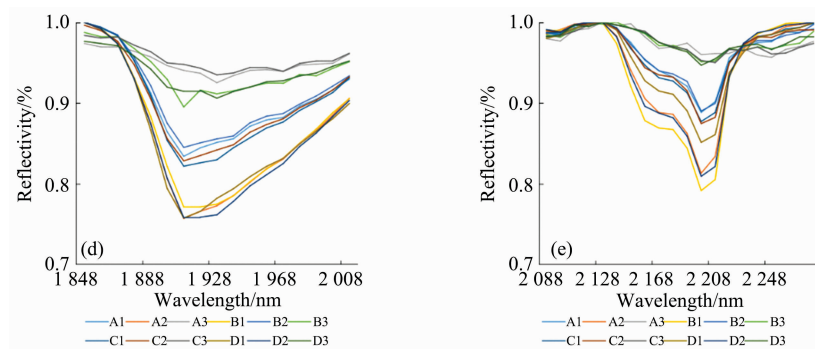 1.0
0.9
0.8
0.7
Reflectivity/%
(d)
1 848 1 888 1 928 1 968 2 008
Wavelength/nm
A1 A2 A3 B1 B2 B3
C1 C2 C3 D1 D2 D3
1.0
0.9
0.8
0.7
Reflectivity/%
(e)
2 088 2 128 2 168 2 208 2 248
Wavelength/nm
A1 A2 A3 B1 B2 B3
C1 C2 C3 D1 D2 D3